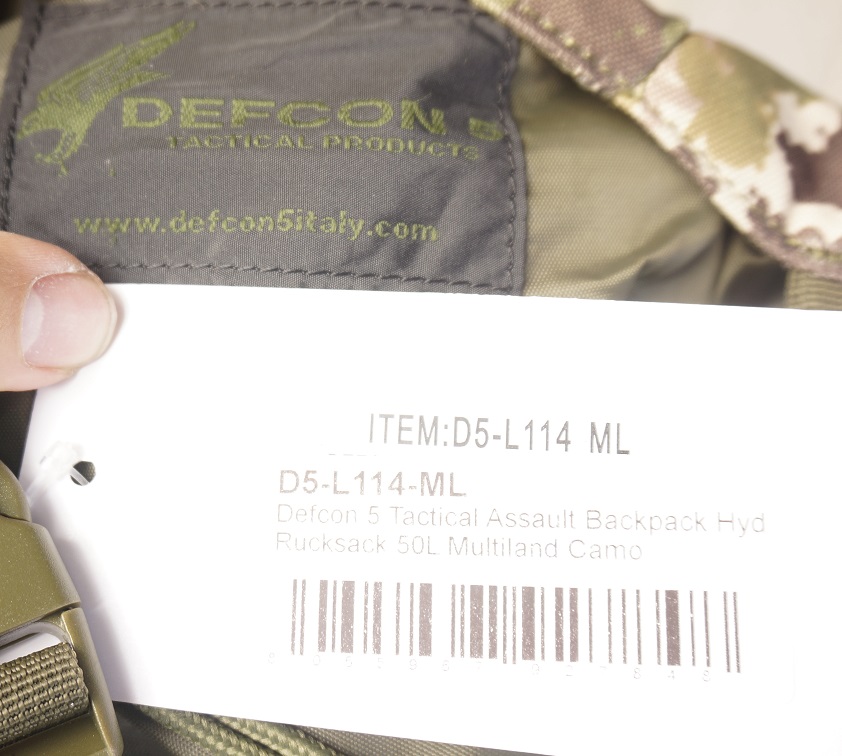 DEFCON 5
TACTICAL PRODUCTS
www.defcon5italy.com
ITEM:D5-L114 ML
D5-L114-ML
Defcon 5 Tactical Assault Backpack Hyd
Rucksack 50L Multiland Camo